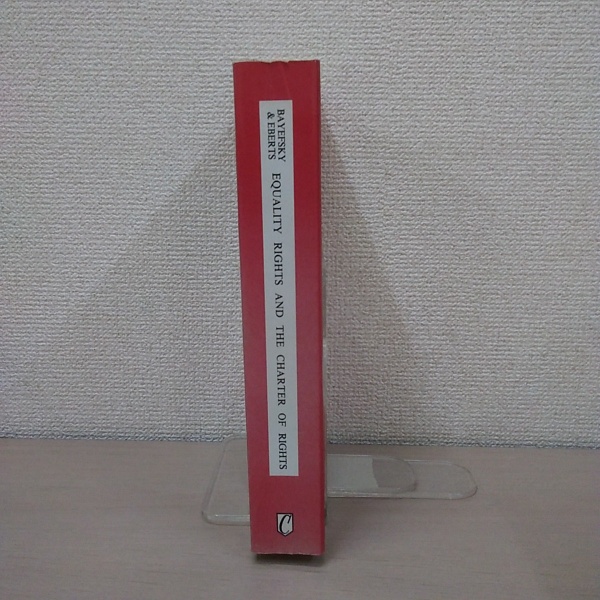 BAYEFSKY
& EBERTS
EQUALITY RIGHTS AND THE CHARTER OF RIGHTS
C